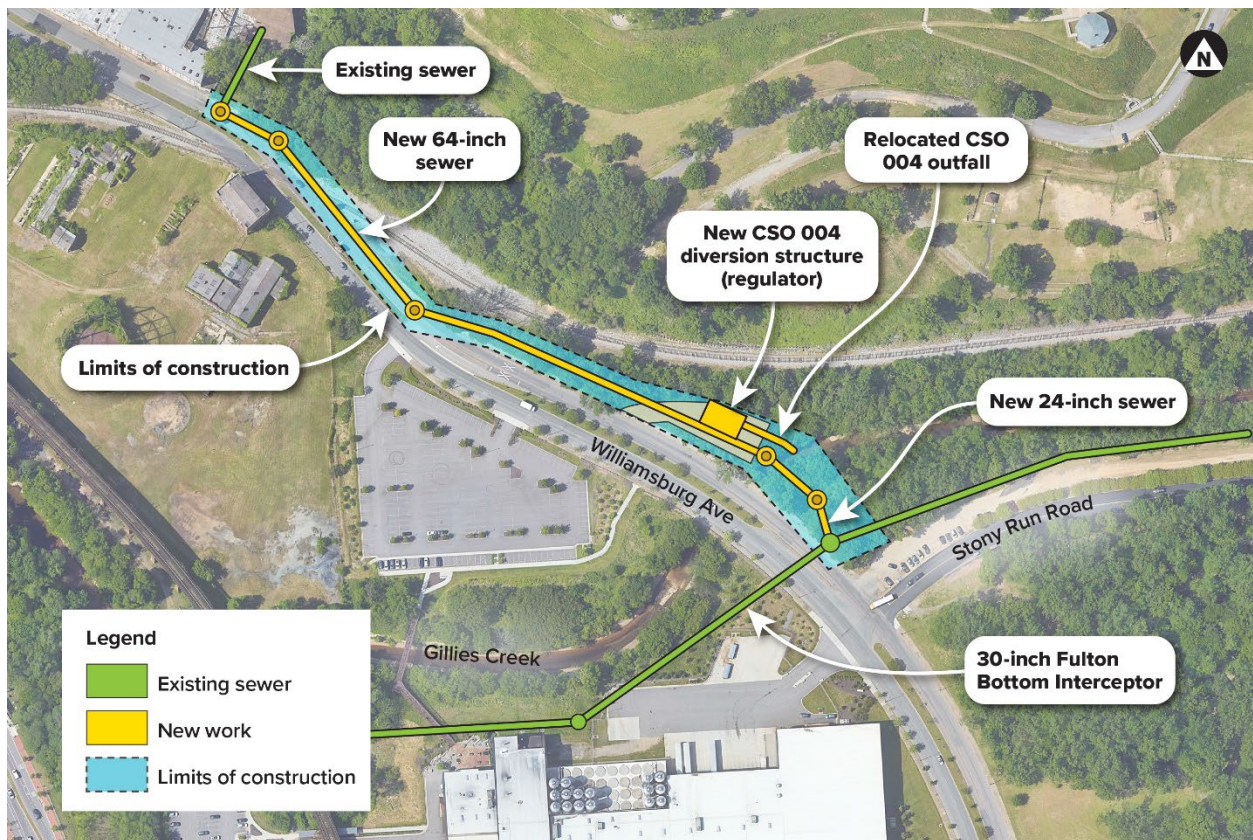 Existing sewer
N
New 64-inch
sewer
Relocated CSO
004 outfall
New CSO 004
diversion structure
(regulator)
Limits of construction
New 24-inch sewer
Williamsburg Ave
Stony Run Road
Gillies Creek
30-inch Fulton
Bottom Interceptor
Legend
Existing sewer
New work
Limits of construction